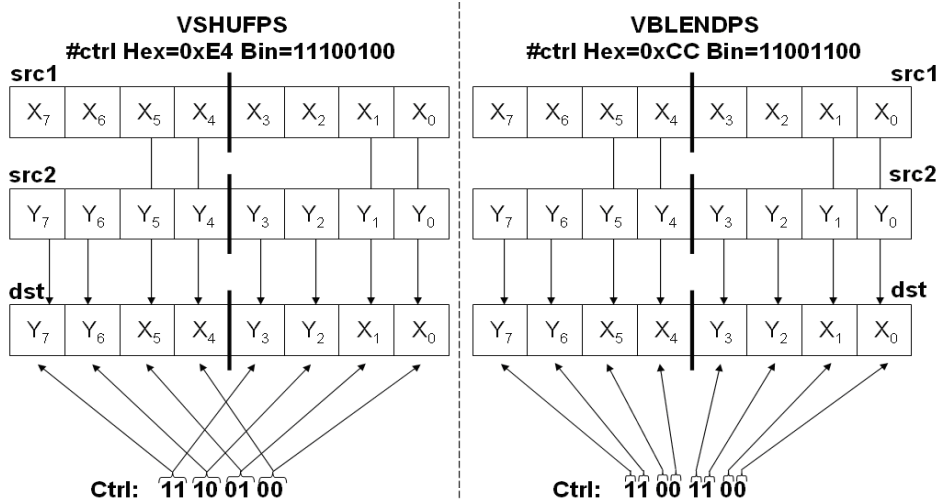 VSHUFPS
#ctrl Hex=0xE4 Bin=11100100
src1
X7 X6 X5 X4 X3 X2 X1 X0
src2
Y7 Y6 Y5 Y4 Y3 Y2 Y1 Y0
dst
Y7 Y6 X5 X4 Y3 Y2 X1 X0
Ctrl: 11 10 01 00
VBLENDPS
#ctrl Hex=0xCC Bin=11001100
src1
X7 X6 X5 X4 X3 X2 X1 X0
src2
Y7 Y6 Y5 Y4 Y3 Y2 Y1 Y0
dst
Y7 Y6 X5 X4 Y3 Y2 X1 X0
Ctrl: 11 00 11 00